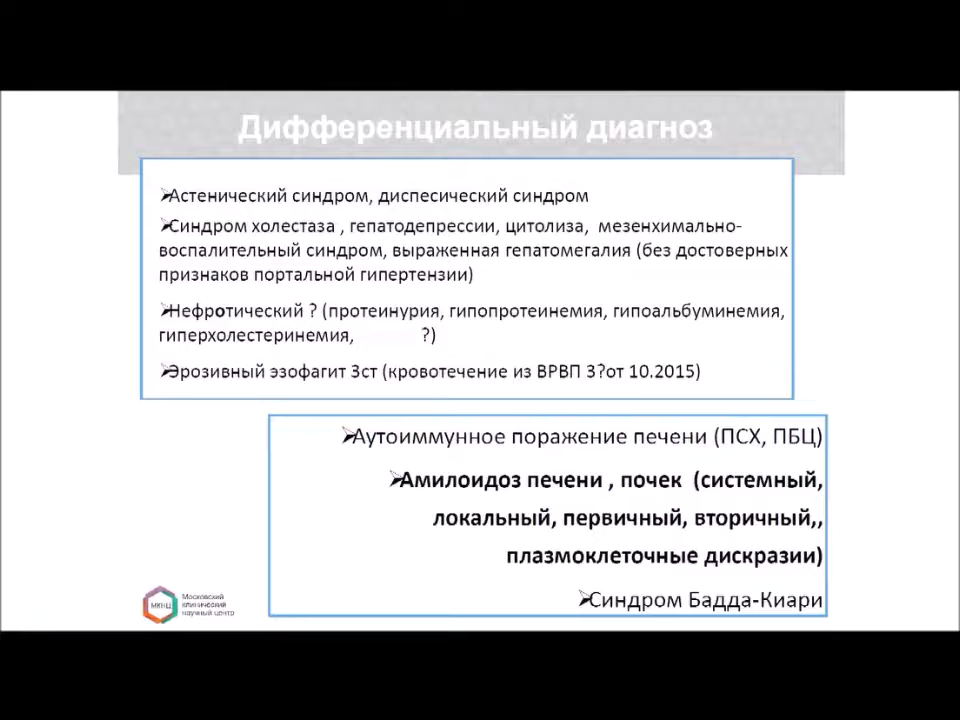 Дифференциальный диагноз
➢Астенический синдром, диспесический синдром
➢Синдром холестаза , гепатодепрессии, цитолиза, мезенхимально-
воспалительный синдром, выраженная гепатомегалия (без достоверных
признаков портальной гипертензии)
➢Нефротический ? (протеинурия, гипопротеинемия, гипоальбуминемия,
гиперхолестеринемия, ?)
➢Эрозивный эзофагит 3ст (кровотечение из ВРВП 3?от 10.2015)
➢Аутоиммунное поражение печени (ПСХ, ПБЦ)
➢Амилоидоз печени , почек (системный,
локальный, первичный, вторичный,,
плазмоклеточные дискразии)
➢Синдром Бадда-Киари
МКНЦ
Московский
клинический
научный центр